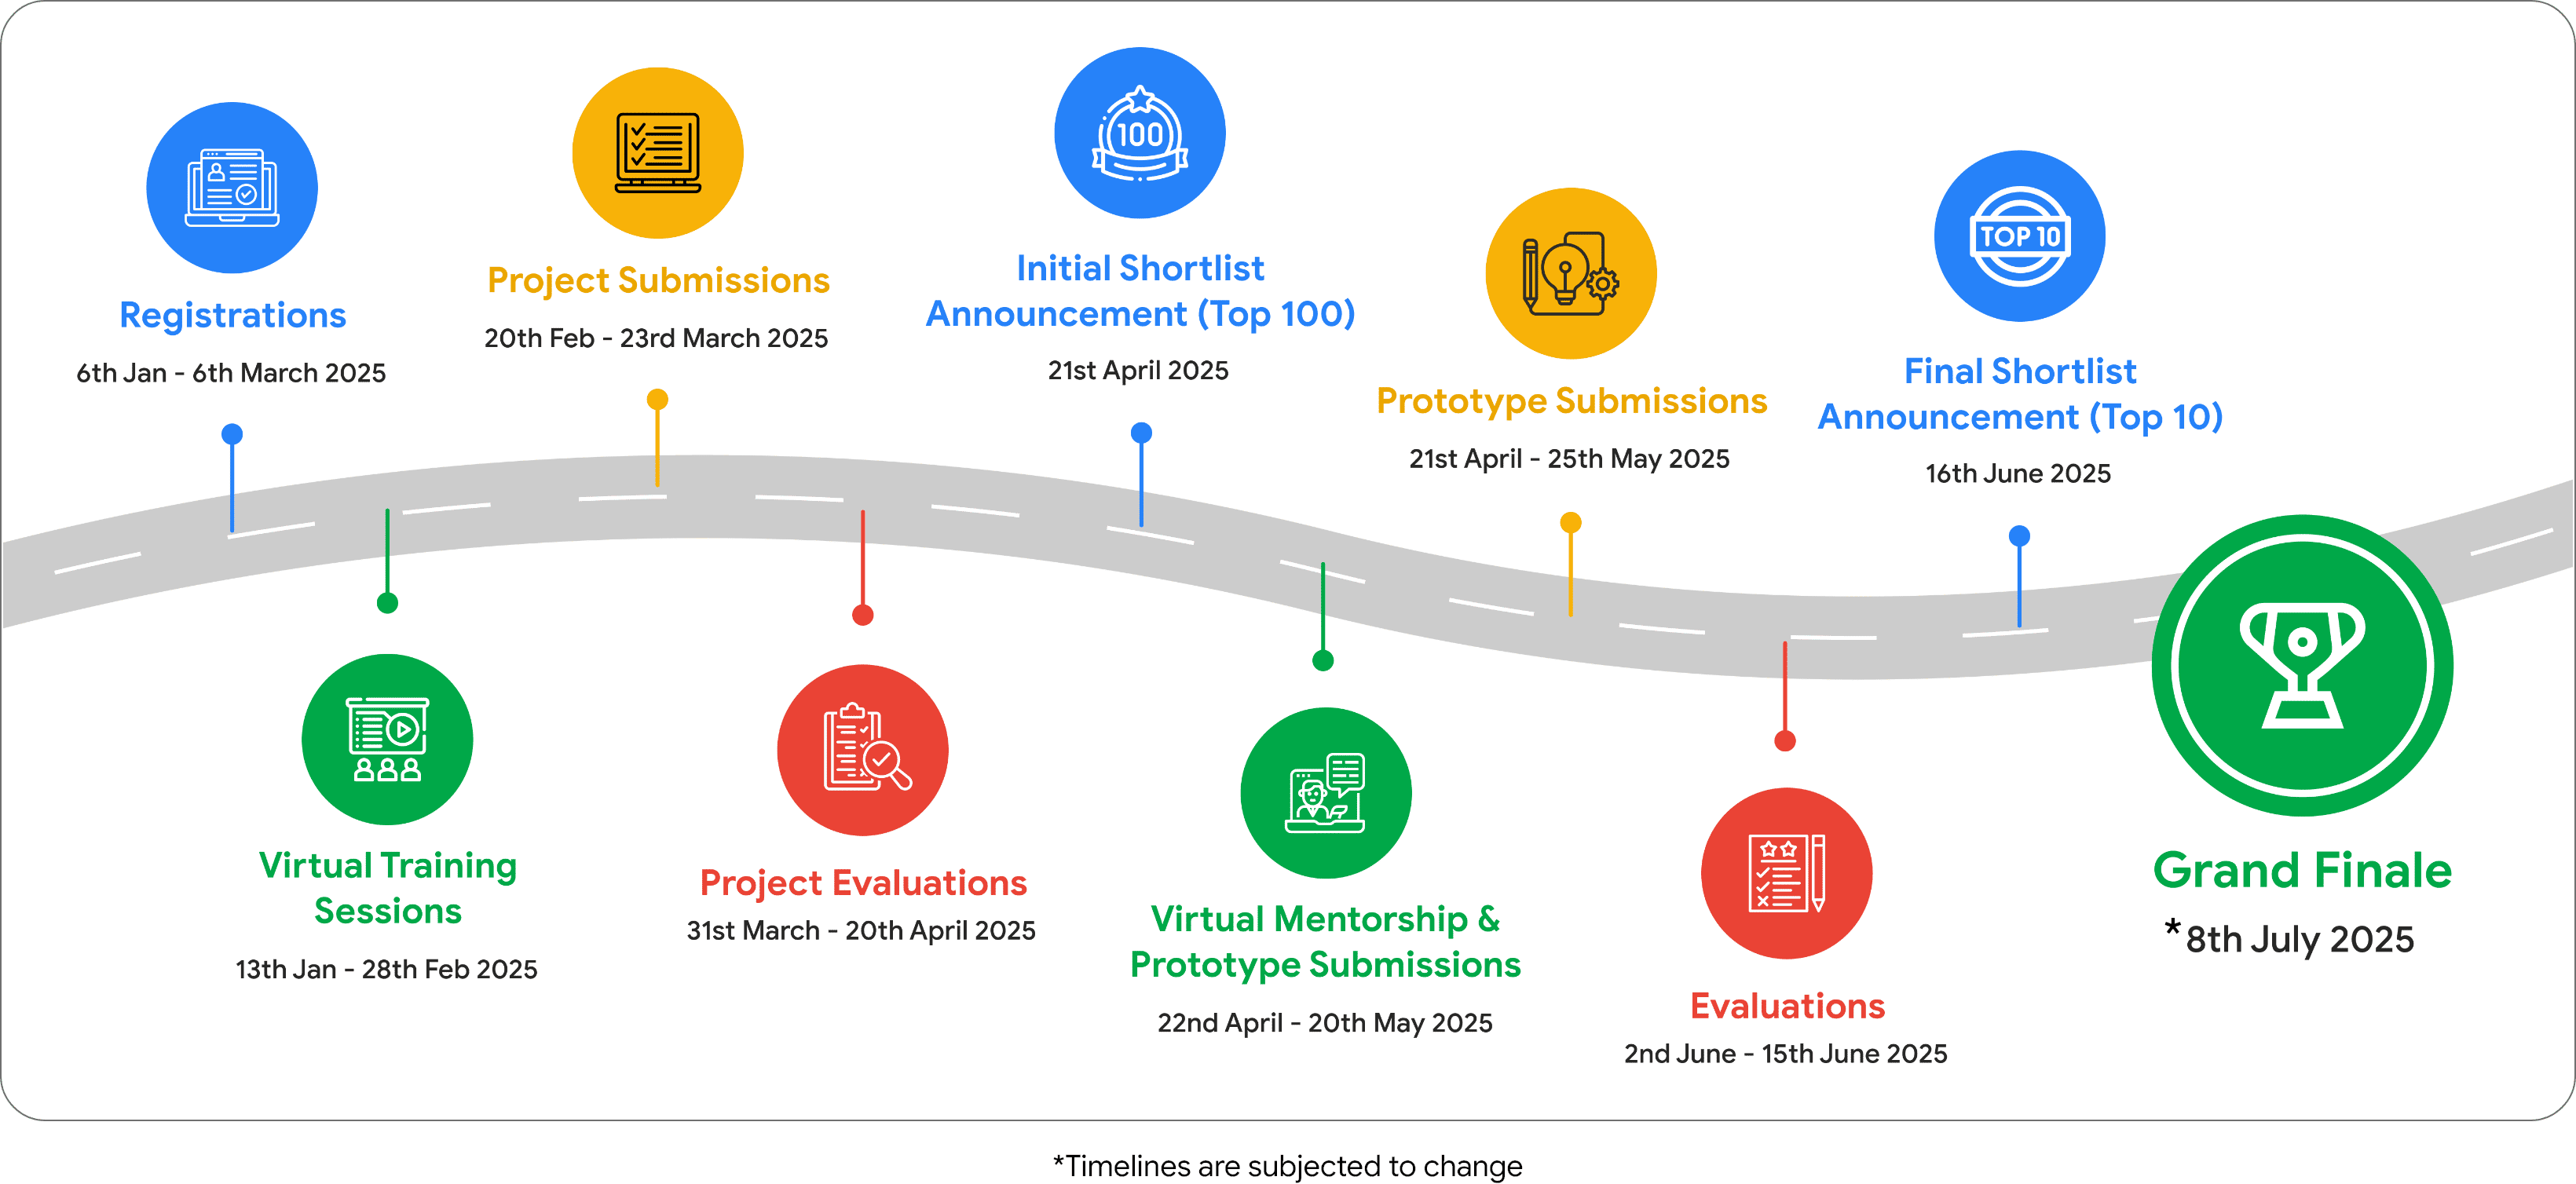 Registrations
6th Jan - 6th March 2025
Project Submissions
20th Feb - 23rd March 2025
100
Initial Shortlist
Announcement (Top 100)
21st April 2025
Prototype Submissions
21st April - 25th May 2025
TOP 10
Final Shortlist
Announcement (Top 10)
16th June 2025
Virtual Training
Sessions
13th Jan - 28th Feb 2025
Project Evaluations
31st March - 20th April 2025
Virtual Mentorship &
Prototype Submissions
22nd April - 20th May 2025
Evaluations
2nd June - 15th June 2025
Grand Finale
*8th July 2025
*Timelines are subjected to change